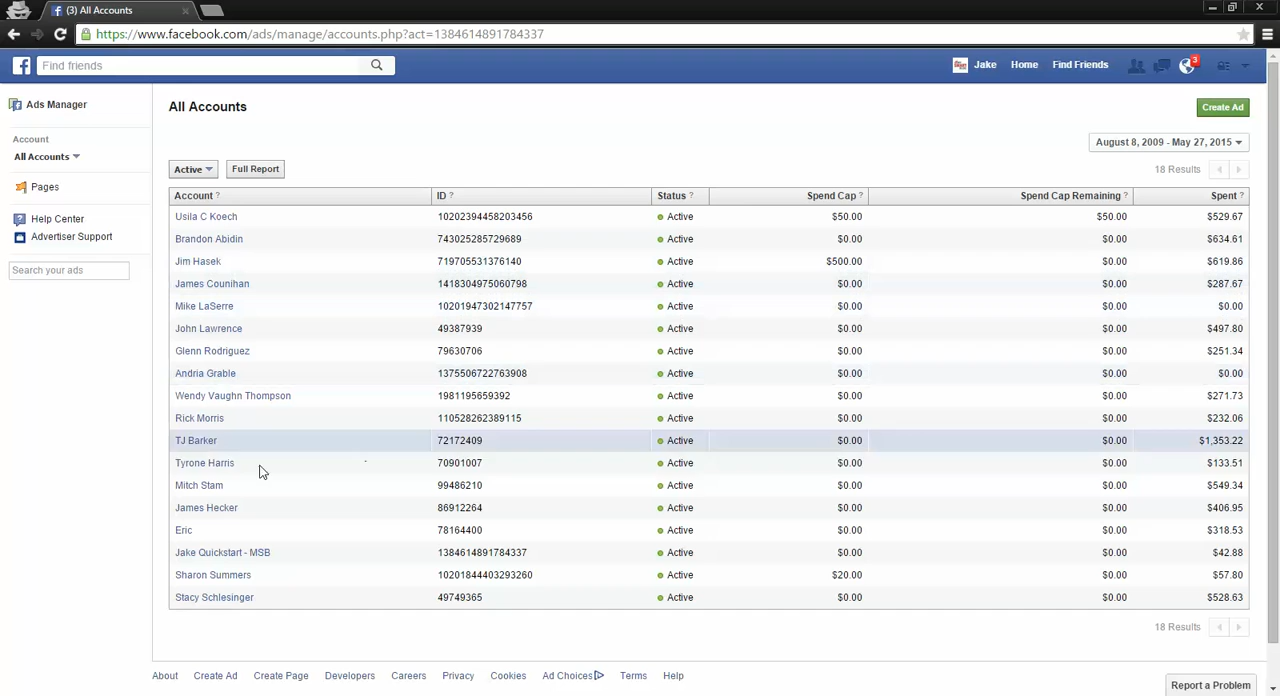 (3) All Accounts
https://www.facebook.com/ads/manage/accounts.php?act=1384614891784337
Find friends
Jake Home Find Friends 3
Ads Manager
All Accounts
Create Ad
Account
All Accounts
August 8, 2009 - May 27, 2015
Active Full Report
18 Results
Pages
Help Center
Advertiser Support
Search your ads
Account ? ID ? Status ? Spend Cap ? Spend Cap Remaining ? Spent ?
Usila C Koech 10202394458203456 Active $50.00 $50.00 $529.67
Brandon Abidin 743025285729689 Active $0.00 $0.00 $634.61
Jim Hasek 719705531376140 Active $500.00 $0.00 $619.86
James Counihan 1418304975060798 Active $0.00 $0.00 $287.67
Mike LaSerre 10201947302147757 Active $0.00 $0.00 $0.00
John Lawrence 49387939 Active $0.00 $0.00 $497.80
Glenn Rodriguez 79630706 Active $0.00 $0.00 $251.34
Andria Grable 1375506722763908 Active $0.00 $0.00 $0.00
Wendy Vaughn Thompson 1981195659392 Active $0.00 $0.00 $271.73
Rick Morris 110528262389115 Active $0.00 $0.00 $232.06
TJ Barker 72172409 Active $0.00 $0.00 $1,353.22
Tyrone Harris 70901007 Active $0.00 $0.00 $133.51
Mitch Stam 99486210 Active $0.00 $0.00 $549.34
James Hecker 86912264 Active $0.00 $0.00 $406.95
Eric 78164400 Active $0.00 $0.00 $318.53
Jake Quickstart - MSB 1384614891784337 Active $0.00 $0.00 $42.88
Sharon Summers 10201844403293260 Active $20.00 $0.00 $57.80
Stacy Schlesinger 49749365 Active $0.00 $0.00 $528.63
18 Results
About Create Ad Create Page Developers Careers Privacy Cookies Ad Choices Terms Help
Report a Problem